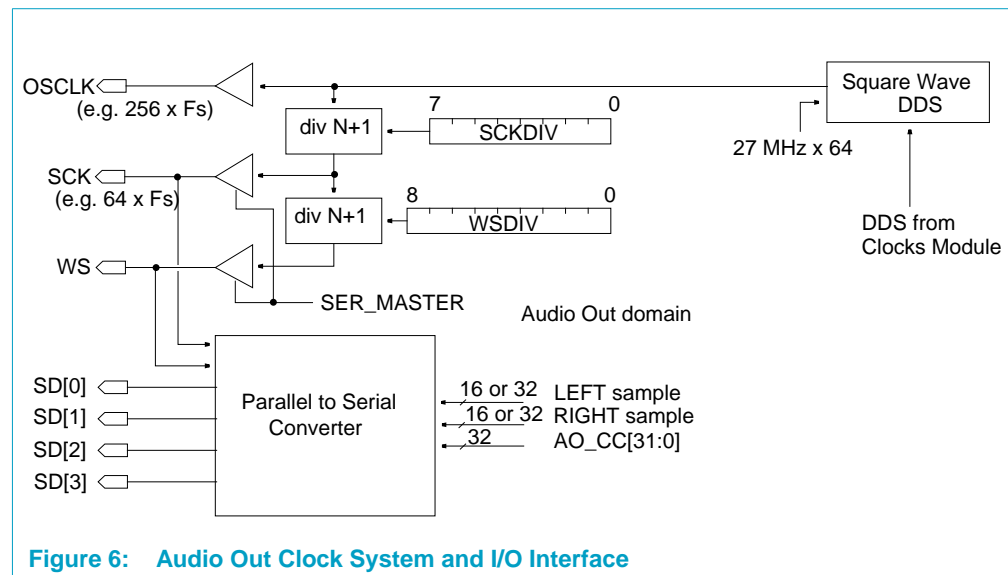 OSCLK
(e.g. 256 x Fs)
Square Wave
DDS
7 0
div N+1
SCKDIV
27 MHz x 64
SCK
(e.g. 64 x Fs)
8 0
div N+1
WSDIV
DDS from
Clocks Module
WS
SER_MASTER
Audio Out domain
SD[0]
SD[1]
SD[2]
SD[3]
Parallel to Serial
Converter
16 or 32 LEFT sample
16 or 32 RIGHT sample
32 AO_CC[31:0]
Figure 6: Audio Out Clock System and I/O Interface